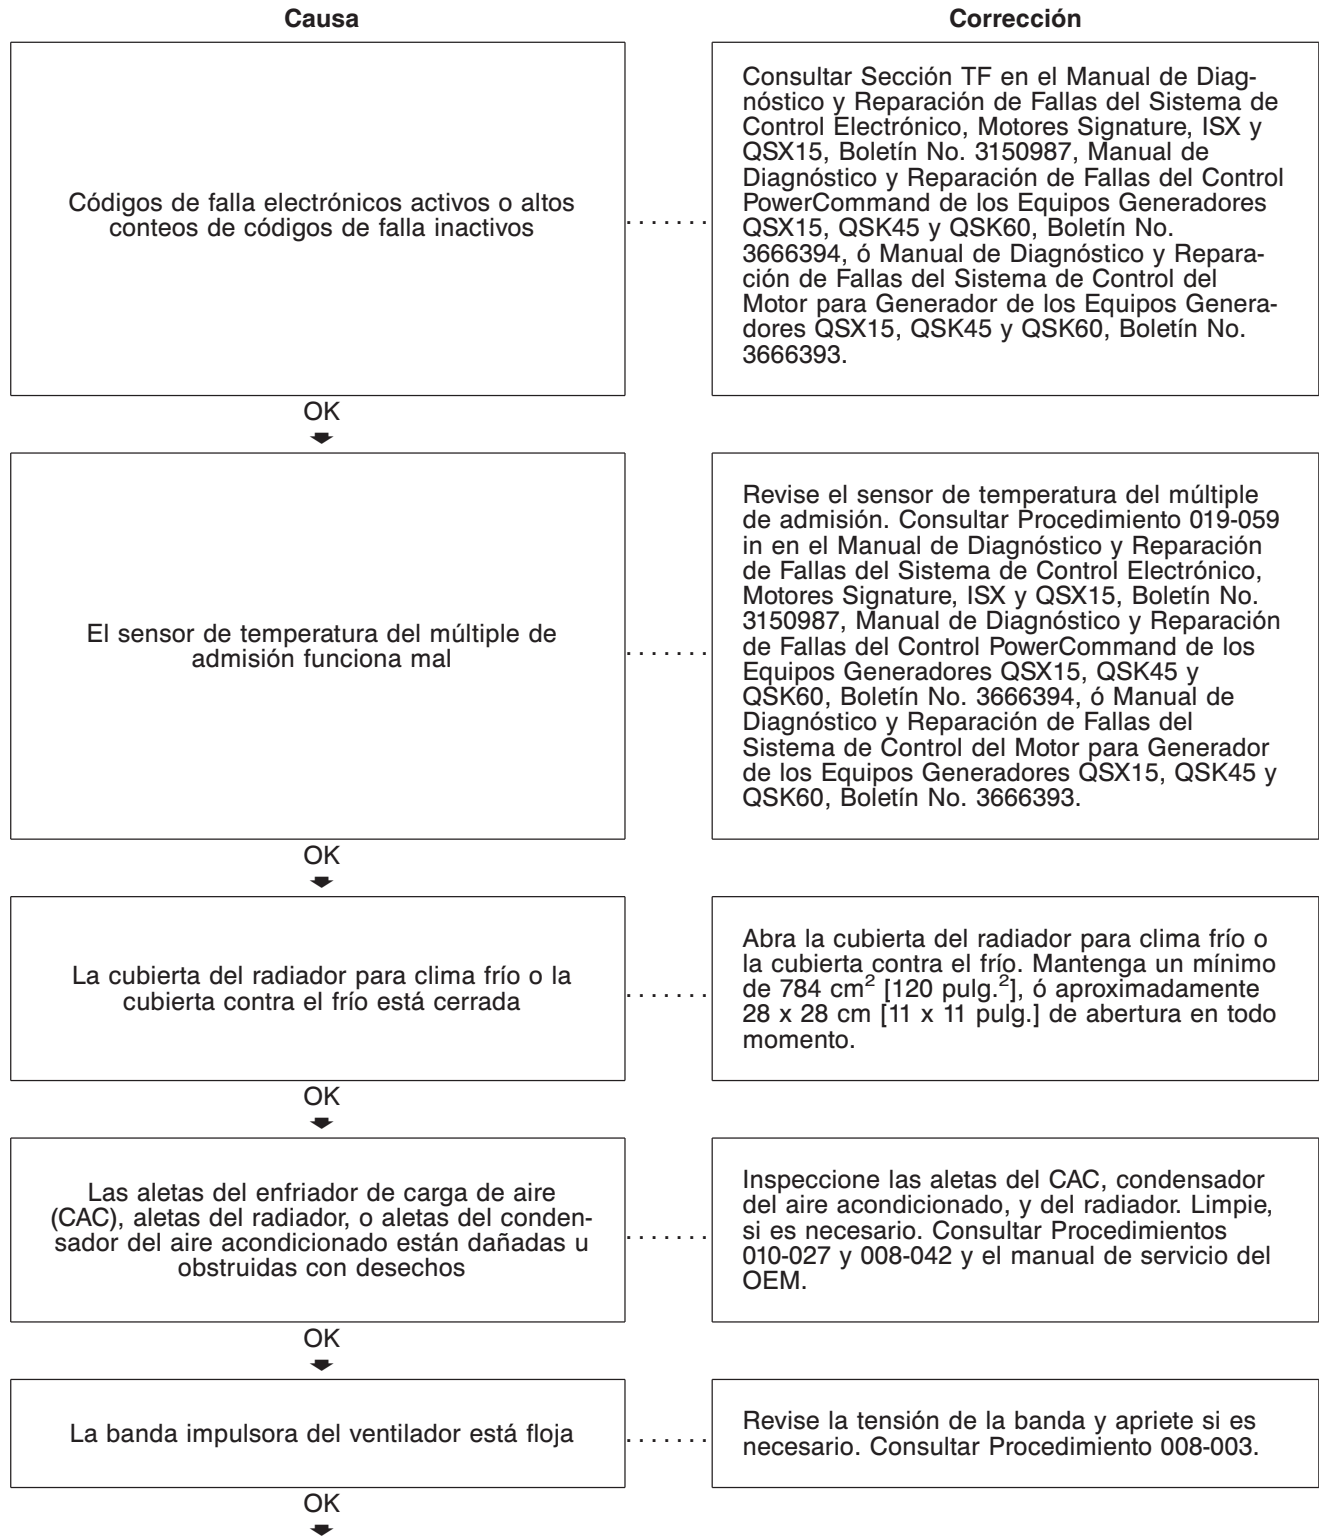 Causa
Corrección
Códigos de falla electrónicos activos o altos
conteos de códigos de falla inactivos
.......
Consultar Sección TF en el Manual de Diag-
nóstico y Reparación de Fallas del Sistema de
Control Electrónico, Motores Signature, ISX y
QSX15, Boletín No. 3150987, Manual de
Diagnóstico y Reparación de Fallas del Control
PowerCommand de los Equipos Generadores
QSX15, QSK45 y QSK60, Boletín No.
3666394, ó Manual de Diagnóstico y Repara-
ción de Fallas del Sistema de Control del
Motor para Generador de los Equipos Genera-
dores QSX15, QSK45 y QSK60, Boletín No.
3666393.
OK
El sensor de temperatura del múltiple de
admisión funciona mal
.......
Revise el sensor de temperatura del múltiple
de admisión. Consultar Procedimiento 019-059
in en el Manual de Diagnóstico y Reparación
de Fallas del Sistema de Control Electrónico,
Motores Signature, ISX y QSX15, Boletín No.
3150987, Manual de Diagnóstico y Reparación
de Fallas del Control PowerCommand de los
Equipos Generadores QSX15, QSK45 y
QSK60, Boletín No. 3666394, ó Manual de
Diagnóstico y Reparación de Fallas del
Sistema de Control del Motor para Generador
de los Equipos Generadores QSX15, QSK45 y
QSK60, Boletín No. 3666393.
OK
La cubierta del radiador para clima frío o la
cubierta contra el frío está cerrada
.......
Abra la cubierta del radiador para clima frío o
la cubierta contra el frío. Mantenga un mínimo
de 784 cm² [120 pulg.²], ó aproximadamente
28 x 28 cm [11 x 11 pulg.] de abertura en todo
momento.
OK
Las aletas del enfriador de carga de aire
(CAC), aletas del radiador, o aletas del conden-
sador del aire acondicionado están dañadas u
obstruidas con desechos
.......
Inspeccione las aletas del CAC, condensador
del aire acondicionado, y del radiador. Limpie,
si es necesario. Consultar Procedimientos
010-027 y 008-042 y el manual de servicio del
OEM.
OK
La banda impulsora del ventilador está floja
.......
Revise la tensión de la banda y apriete si es
necesario. Consultar Procedimiento 008-003.
OK